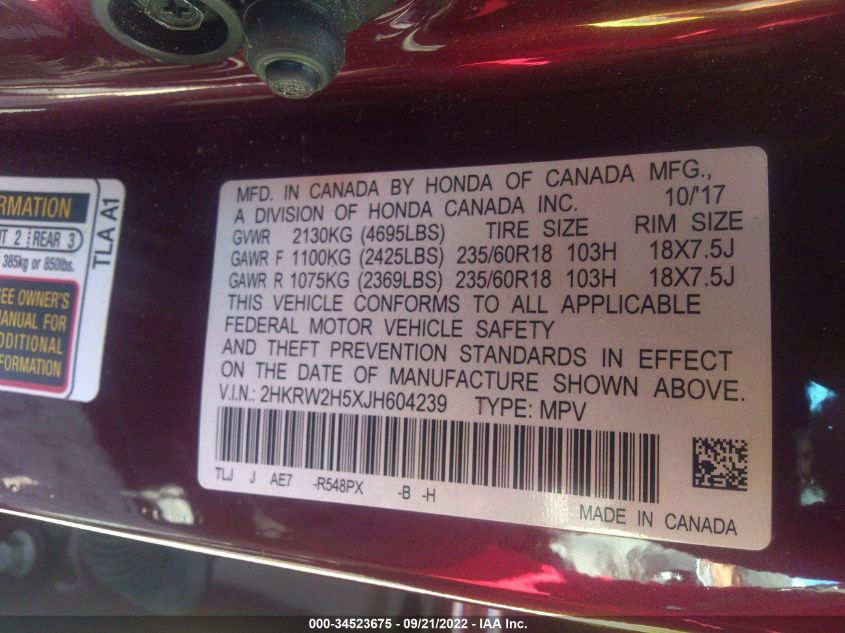 MFD. IN CANADA BY HONDA OF CANADA MFG.,
A DIVISION OF HONDA CANADA INC. 10/'17
GVWR 2130KG (4695LBS) TIRE SIZE RIM SIZE
GAWR F 1100KG (2425LBS) 235/60R18 103H 18X7.5J
GAWR R 1075KG (2369LBS) 235/60R18 103H 18X7.5J
THIS VEHICLE CONFORMS TO ALL APPLICABLE
FEDERAL MOTOR VEHICLE SAFETY
AND THEFT PREVENTION STANDARDS IN EFFECT
ON THE DATE OF MANUFACTURE SHOWN ABOVE.
V.I.N.: 2HKRW2H5XJH604239 TYPE: MPV
TLJ J AE7 -R548PX -B -H
MADE IN CANADA
RMATION
T 2 REAR 3
385kg or 850lbs.
SEE OWNER'S
MANUAL FOR
DDITIONAL
FORMATION
TLA A1
000-34523675 - 09/21/2022 - IAA Inc.